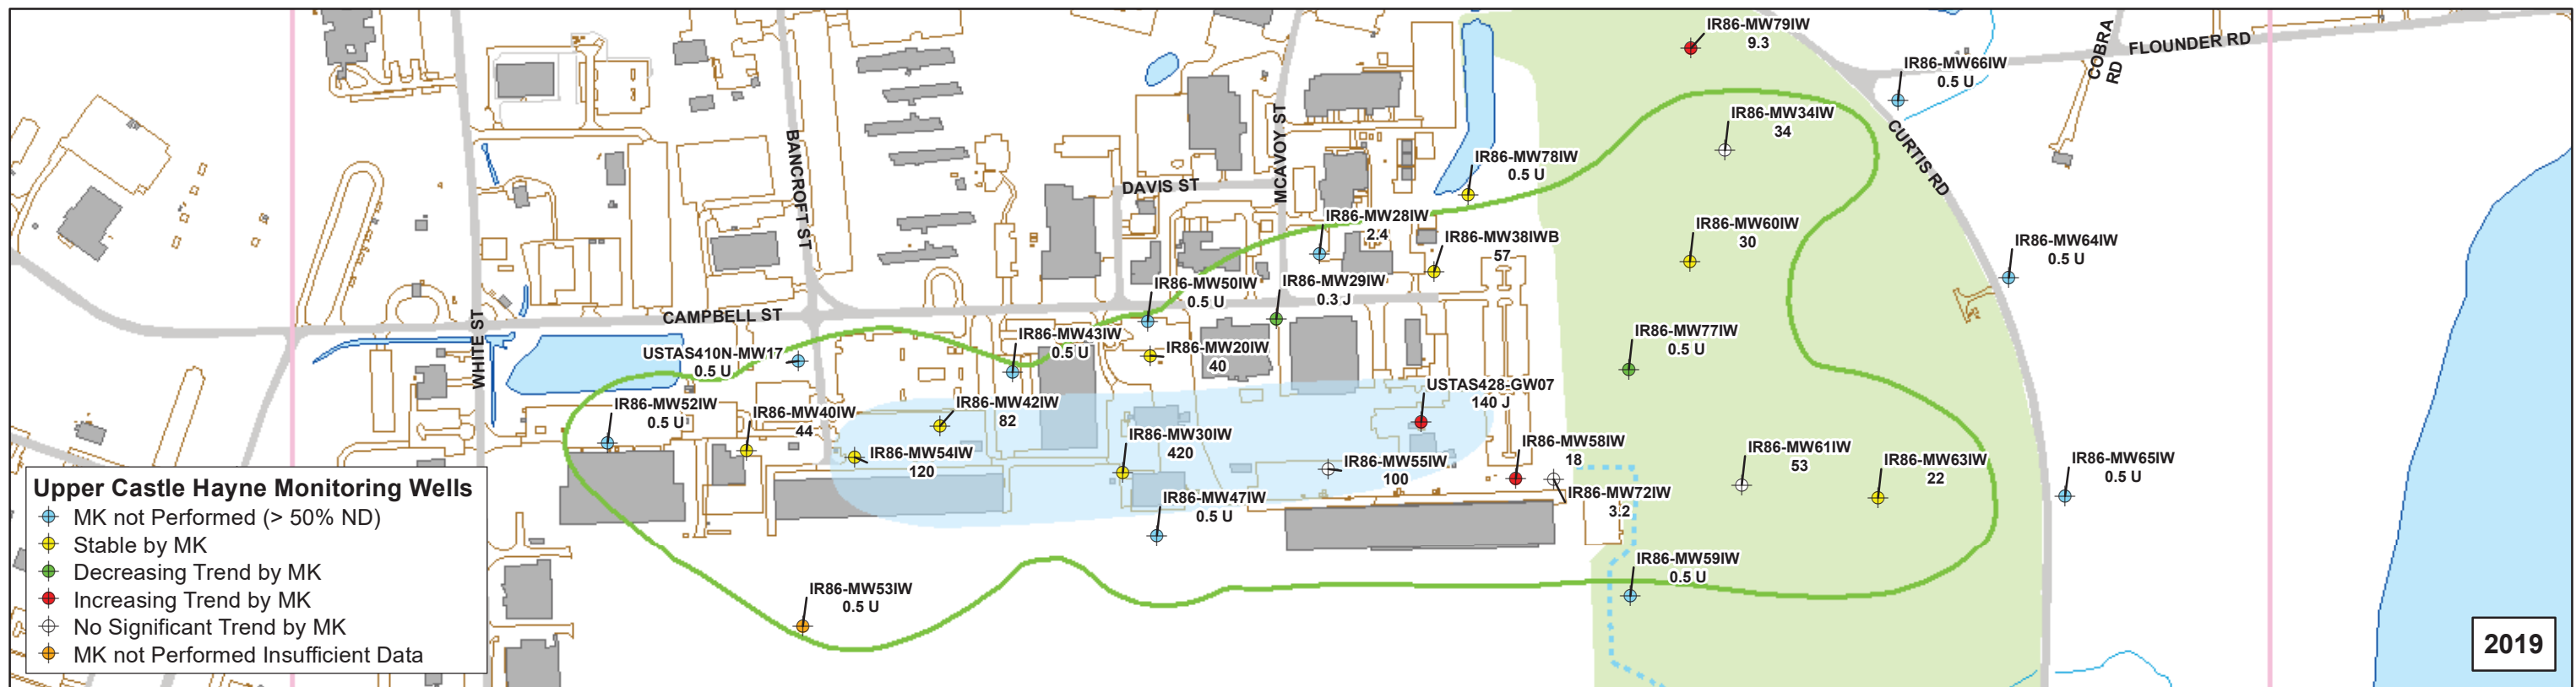 IR86-MW79IW
9.3
COBRA
RD
FLOUNDER RD
IR86-MW66IW
0.5 U
IR86-MW34IW
34
CURTIS RD
BANCROFT ST
MCAVOY ST
DAVIS ST
IR86-MW78IW
0.5 U
IR86-MW28IW
2.4
IR86-MW38IWB
57
IR86-MW60IW
30
IR86-MW64IW
0.5 U
IR86-MW50IW
0.5 U
IR86-MW29IW
0.3 J
CAMPBELL ST
WHITE ST
IR86-MW43IW
0.5 U
IR86-MW77IW
0.5 U
USTAS410N-MW17
0.5 U
IR86-MW20IW
40
USTAS428-GW07
140 J
IR86-MW52IW
0.5 U
IR86-MW40IW
44
IR86-MW42IW
82
IR86-MW54IW
120
IR86-MW30IW
420
IR86-MW55IW
100
IR86-MW58IW
18
IR86-MW61IW
53
IR86-MW63IW
22
IR86-MW65IW
0.5 U
IR86-MW47IW
0.5 U
IR86-MW72IW
3.2
IR86-MW59IW
0.5 U
IR86-MW53IW
0.5 U
Upper Castle Hayne Monitoring Wells
MK not Performed (> 50% ND)
Stable by MK
Decreasing Trend by MK
Increasing Trend by MK
No Significant Trend by MK
MK not Performed Insufficient Data
2019